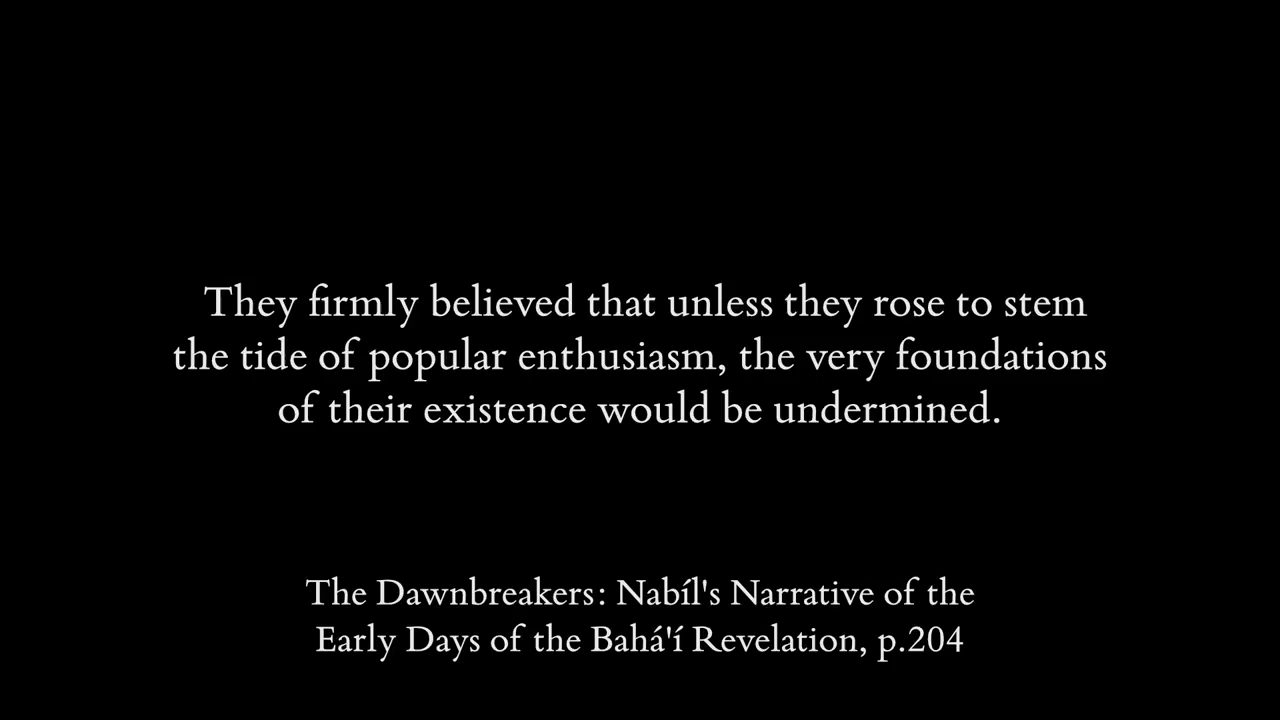 They firmly believed that unless they rose to stem
the tide of popular enthusiasm, the very foundations
of their existence would be undermined.
The Dawnbreakers: Nabíl's Narrative of the
Early Days of the Bahá'í Revelation, p.204